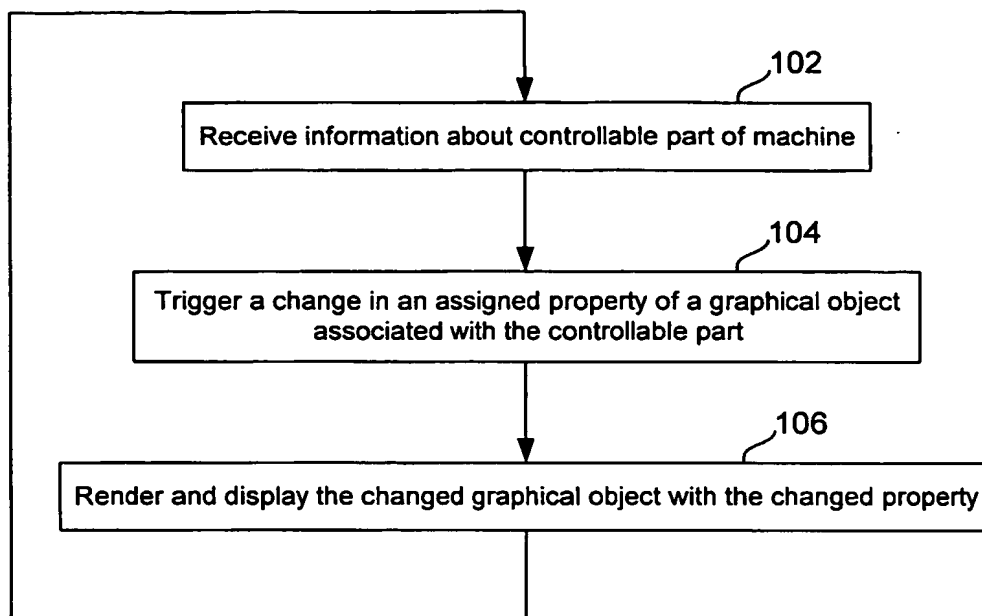 102
Receive information about controllable part of machine
104
Trigger a change in an assigned property of a graphical object
associated with the controllable part
106
Render and display the changed graphical object with the changed property